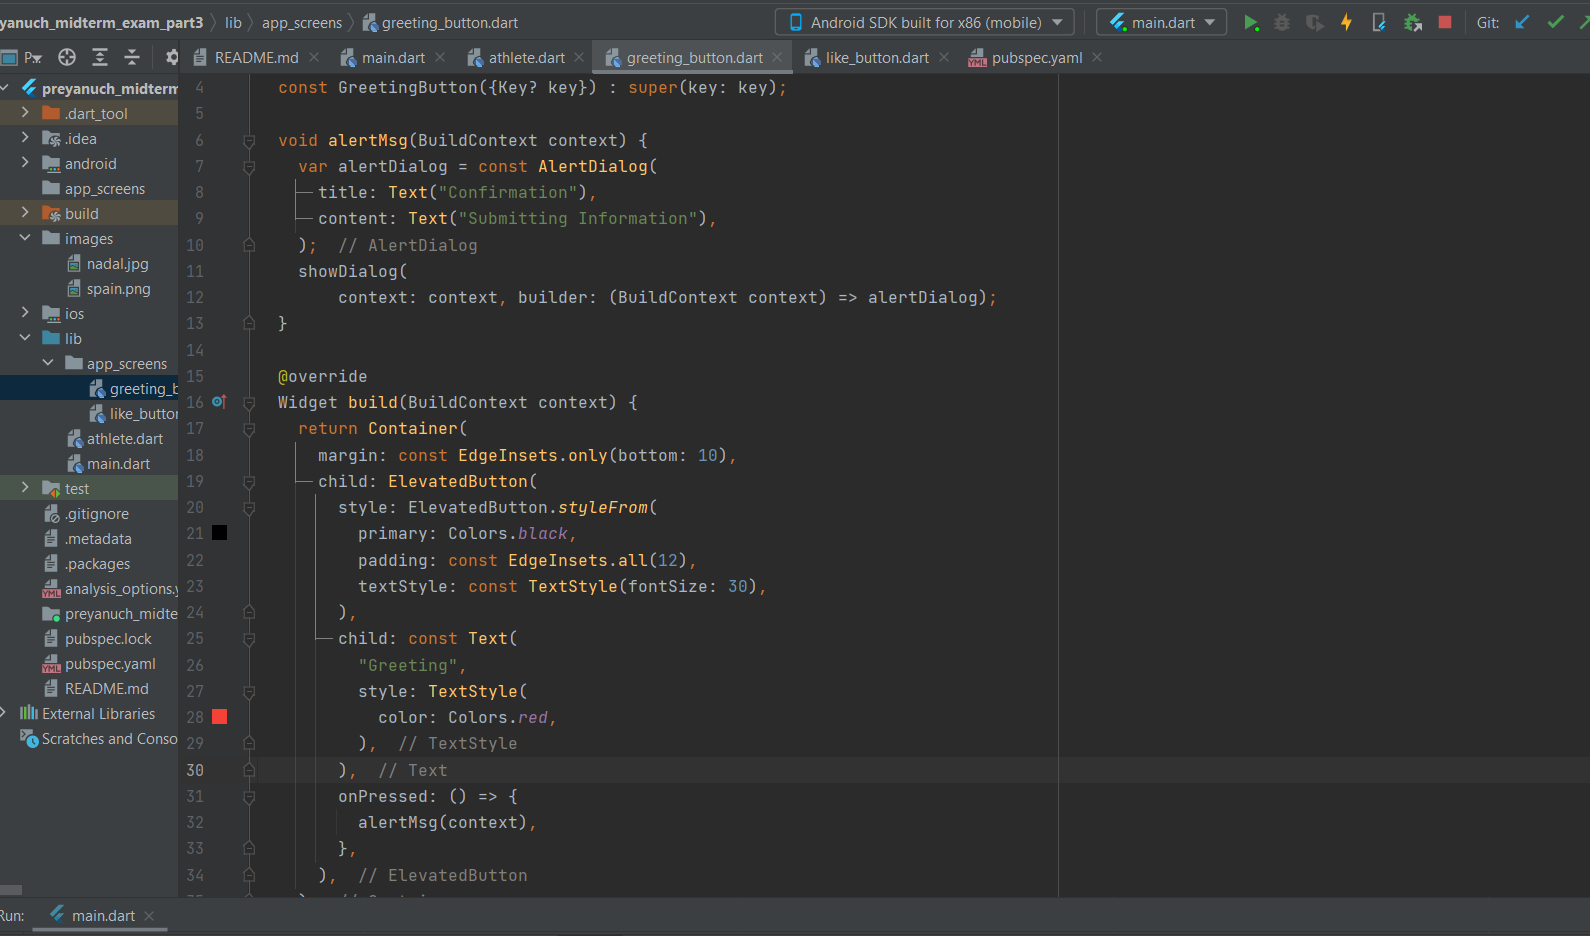 yanuch_midterm_exam_part3 lib app_screens greeting_button.dart Android SDK built for x86 (mobile) main.dart Git:
README.md main.dart athlete.dart greeting_button.dart like_button.dart pubspec.yaml
preyanuch_midterm
.dart_tool
.idea
android
app_screens
build
images
nadal.jpg
spain.png
ios
lib
app_screens
greeting_b
like_button
athlete.dart
main.dart
test
.gitignore
.metadata
.packages
analysis_options.y
preyanuch_midte
pubspec.lock
pubspec.yaml
README.md
External Libraries
Scratches and Conso
4 const GreetingButton({Key? key}) : super(key: key);
5
6 void alertMsg(BuildContext context) {
7 var alertDialog = const AlertDialog(
8 title: Text("Confirmation"),
9 content: Text("Submitting Information"),
10 ); // AlertDialog
11 showDialog(
12 context: context, builder: (BuildContext context) => alertDialog);
13 }
14
15 @override
16 Widget build(BuildContext context) {
17 return Container(
18 margin: const EdgeInsets.only(bottom: 10),
19 child: ElevatedButton(
20 style: ElevatedButton.styleFrom(
21 primary: Colors.black,
22 padding: const EdgeInsets.all(12),
23 textStyle: const TextStyle(fontSize: 30),
24 ),
25 child: const Text(
26 "Greeting",
27 style: TextStyle(
28 color: Colors.red,
29 ), // TextStyle
30 ), // Text
31 onPressed: () => {
32 alertMsg(context),
33 },
34 ), // ElevatedButton
Run: main.dart